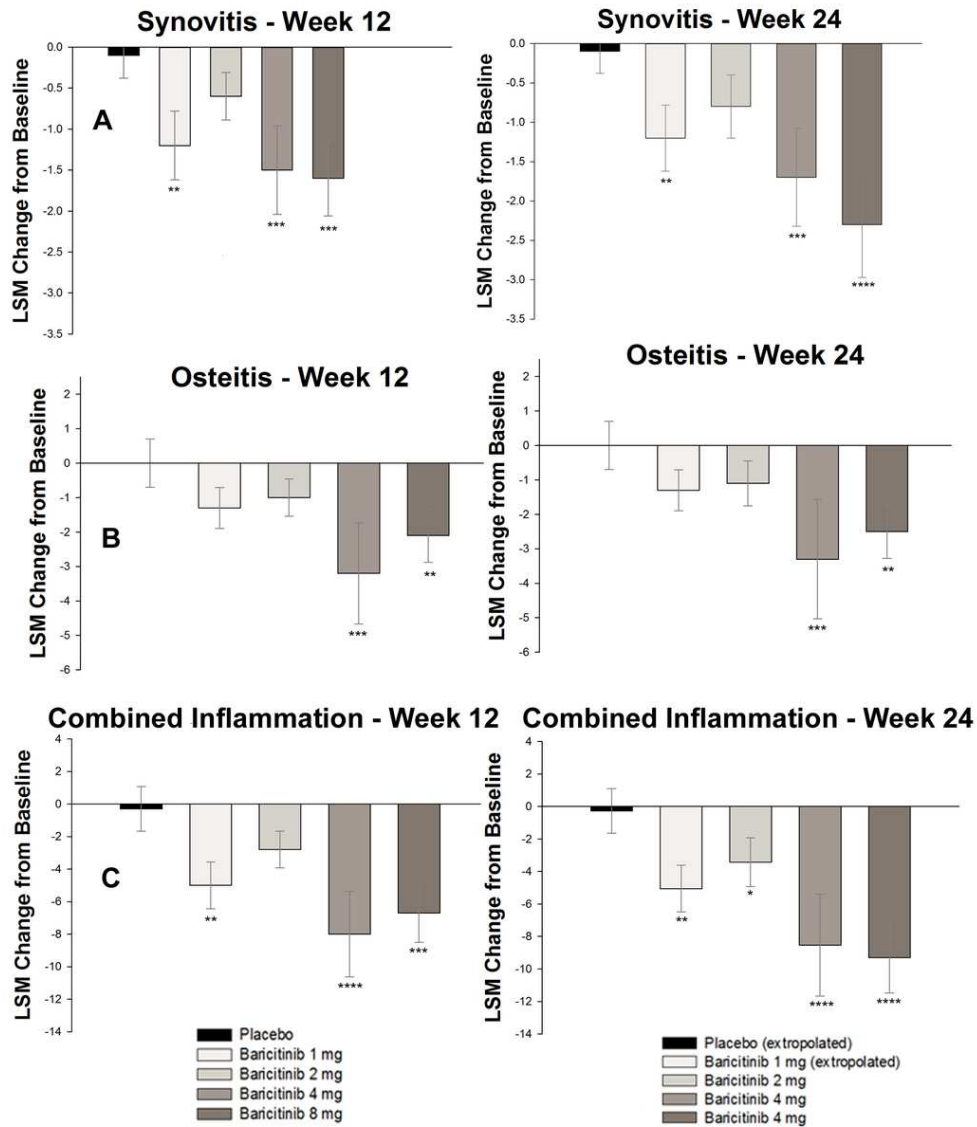 Synovitis - Week 12
LSM Change from Baseline
0.0
-0.5
-1.0
-1.5
-2.0
-2.5
-3.0
-3.5
A
**
***
***
Synovitis - Week 24
LSM Change from Baseline
0.0
-0.5
-1.0
-1.5
-2.0
-2.5
-3.0
-3.5
**
***
****
Osteitis - Week 12
LSM Change from Baseline
2
1
0
-1
-2
-3
-4
-5
-6
B
***
**
Osteitis - Week 24
LSM Change from Baseline
2
1
0
-1
-2
-3
-4
-5
-6
***
**
Combined Inflammation - Week 12
LSM Change from Baseline
4
2
0
-2
-4
-6
-8
-10
-12
-14
C
**
****
***
Placebo
Baricitinib 1 mg
Baricitinib 2 mg
Baricitinib 4 mg
Baricitinib 8 mg
Combined Inflammation - Week 24
LSM Change from Baseline
4
2
0
-2
-4
-6
-8
-10
-12
-14
**
*
****
****
Placebo (extropolated)
Baricitinib 1 mg (extropolated)
Baricitinib 2 mg
Baricitinib 4 mg
Baricitinib 4 mg